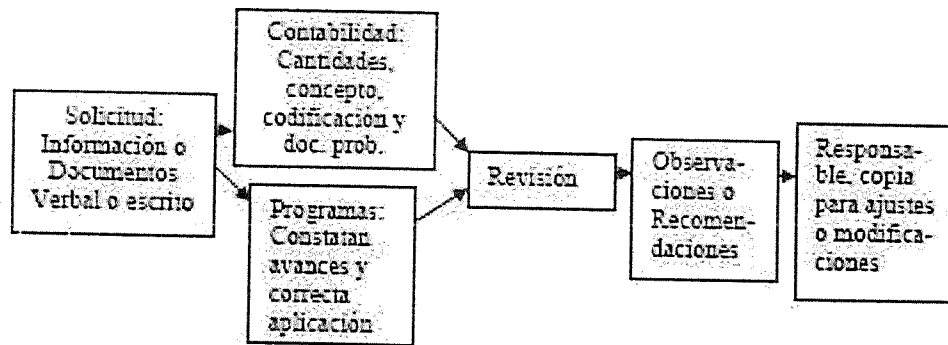 Solicitud:
Información o
Documentos
Verbal o escrito
Contabilidad:
Cantidades,
concepto,
codificación y
doc. prob.
Programas:
Constatan
avances y
correcta
aplicación
Revisión
Observa-
ciones o
Recomen-
daciones
Responsa-
ble, copia
para ajustes
o modifica-
ciones